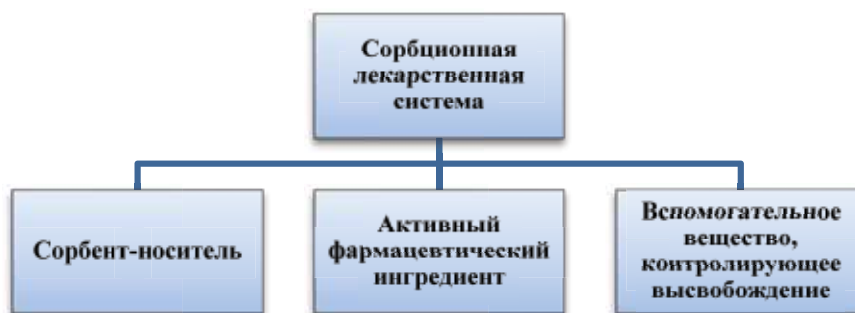 Сорбционная
лекарственная
система
Сорбент-носитель
Активный
фармацевтический
ингредиент
Вспомогательное
вещество,
контролирующее
высвобождение